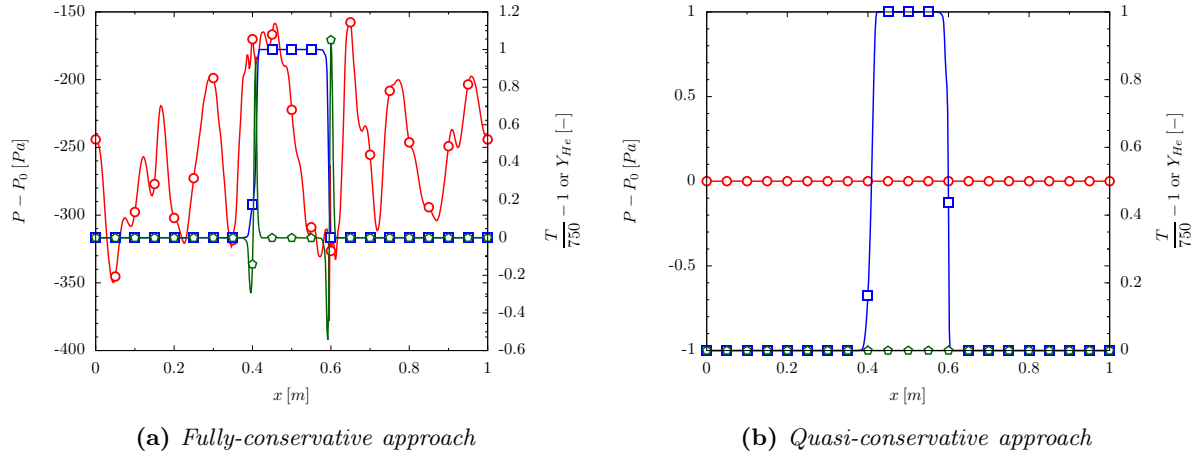 -150
-200
-250
-300
-350
-400
P − P0 [Pa]
1.2
1
0.8
0.6
0.4
0.2
0
-0.2
-0.4
-0.6
T/750 − 1 or YHe [−]
0 0.2 0.4 0.6 0.8 1
x [m]
(a) Fully-conservative approach
1
0.5
0
-0.5
-1
P − P0 [Pa]
1
0.8
0.6
0.4
0.2
0
T/750 − 1 or YHe [−]
0 0.2 0.4 0.6 0.8 1
x [m]
(b) Quasi-conservative approach